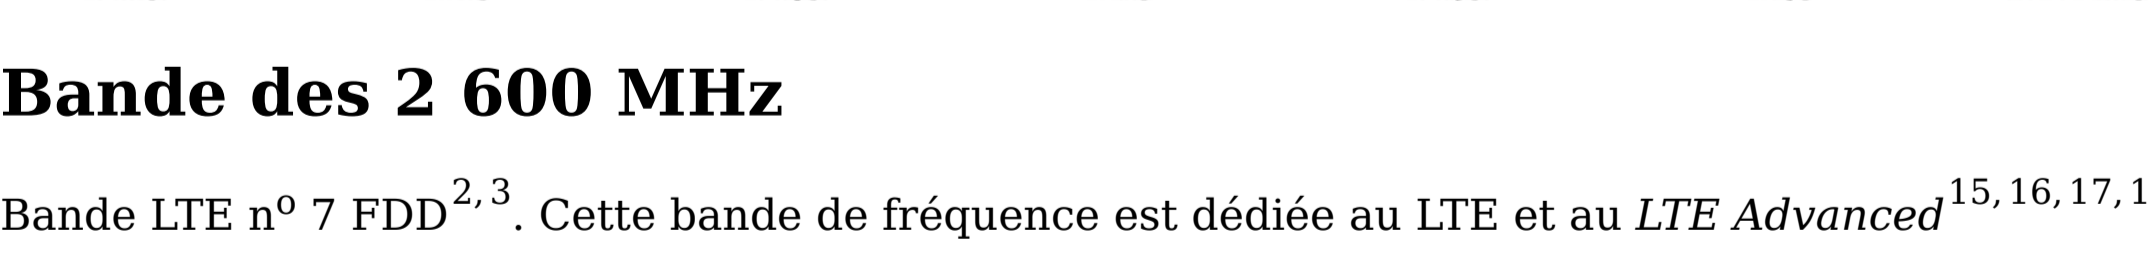 Bande des 2 600 MHz
Bande LTE nº 7 FDD2, 3. Cette bande de fréquence est dédiée au LTE et au LTE Advanced15, 16, 17, 1